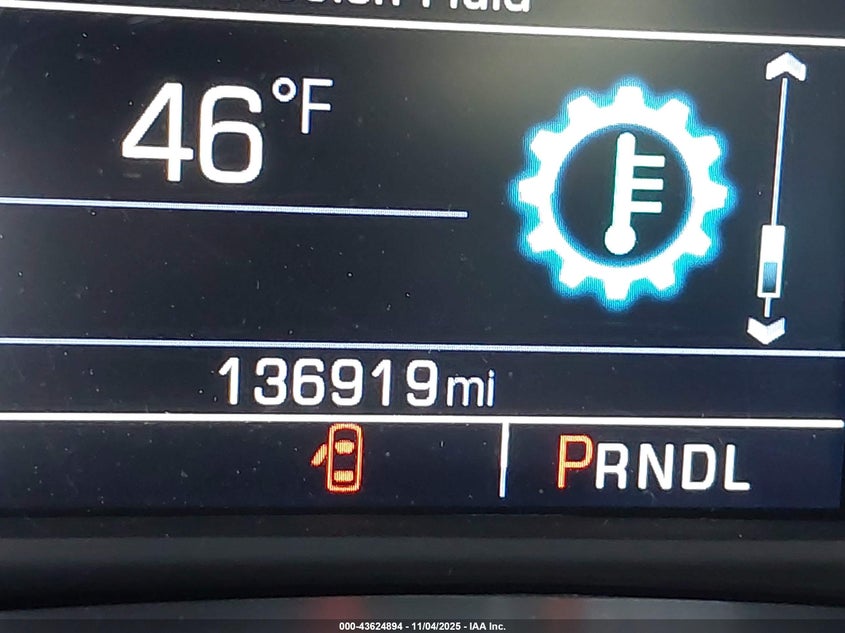 46°F
136919mi
PRNDL
000-43624894 - 11/04/2025 - IAA Inc.